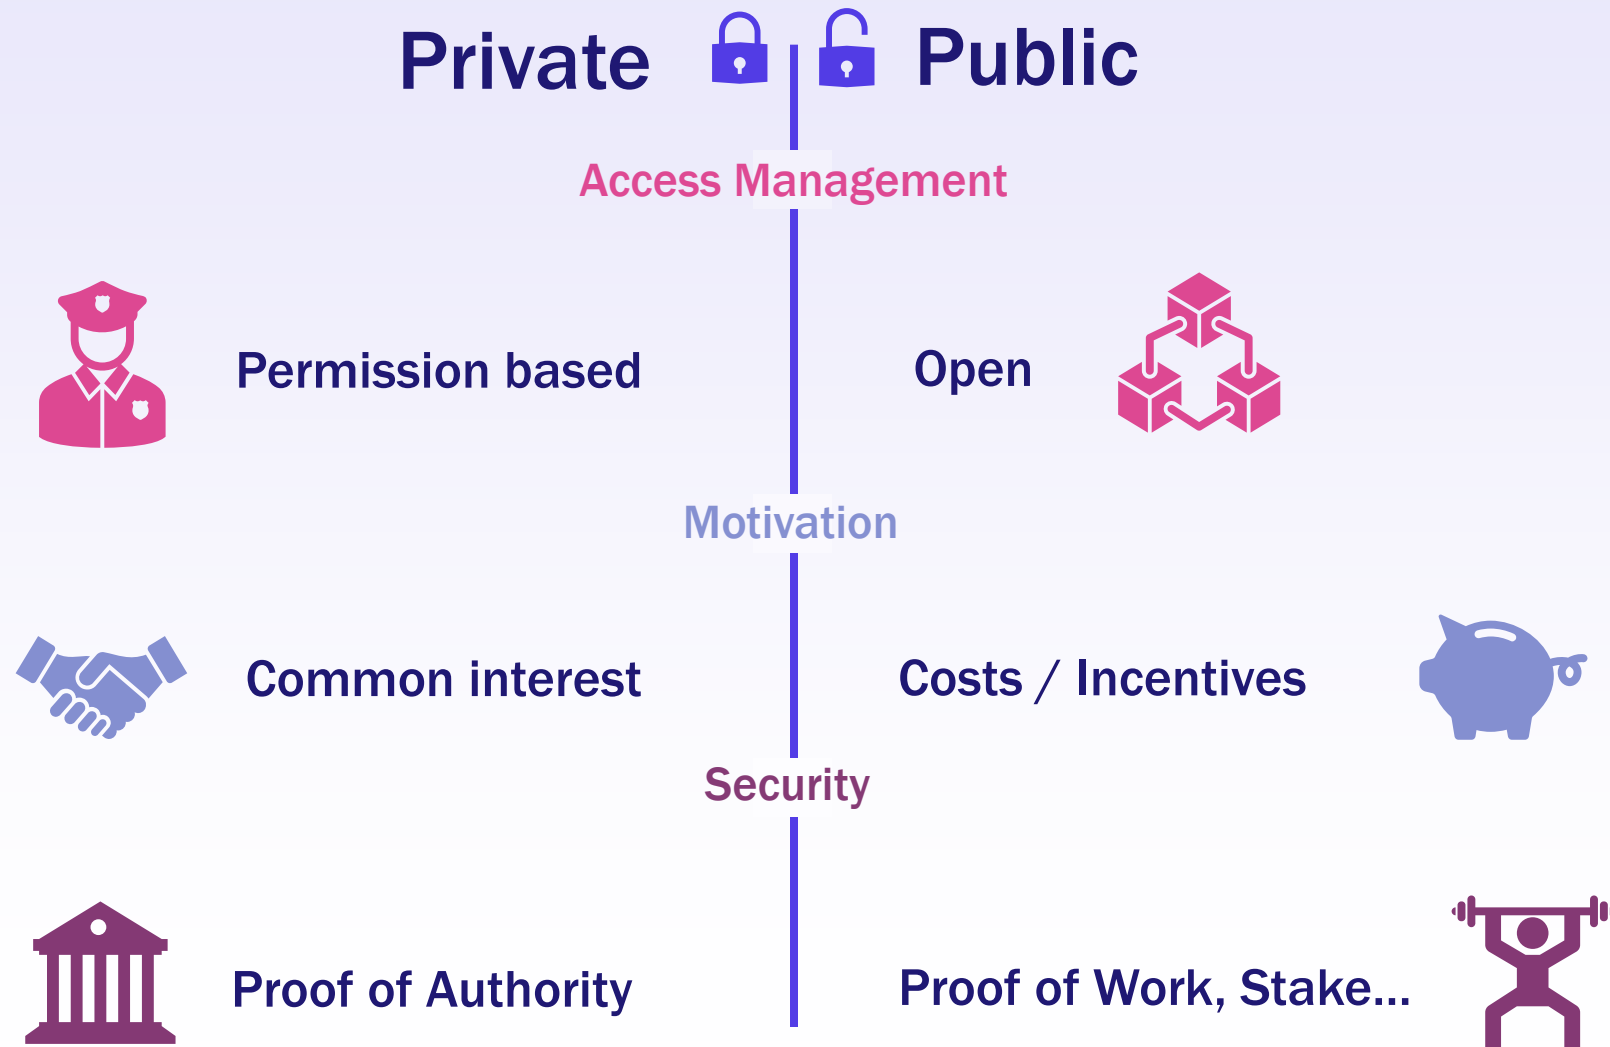 Private
Public
Access Management
Permission based
Open
Motivation
Common interest
Costs / Incentives
Security
Proof of Authority
Proof of Work, Stake...